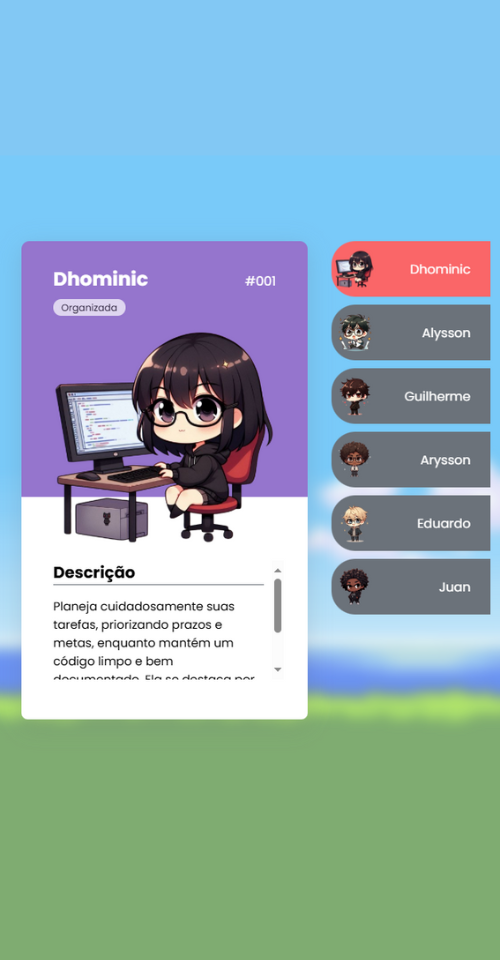 Dhominic
#001
Organizada
Descrição
Planeja cuidadosamente suas
tarefas, priorizando prazos e
metas, enquanto mantém um
código limpo e bem
documentado. Ela se destaca por
Dhominic
Alysson
Guilherme
Arysson
Eduardo
Juan